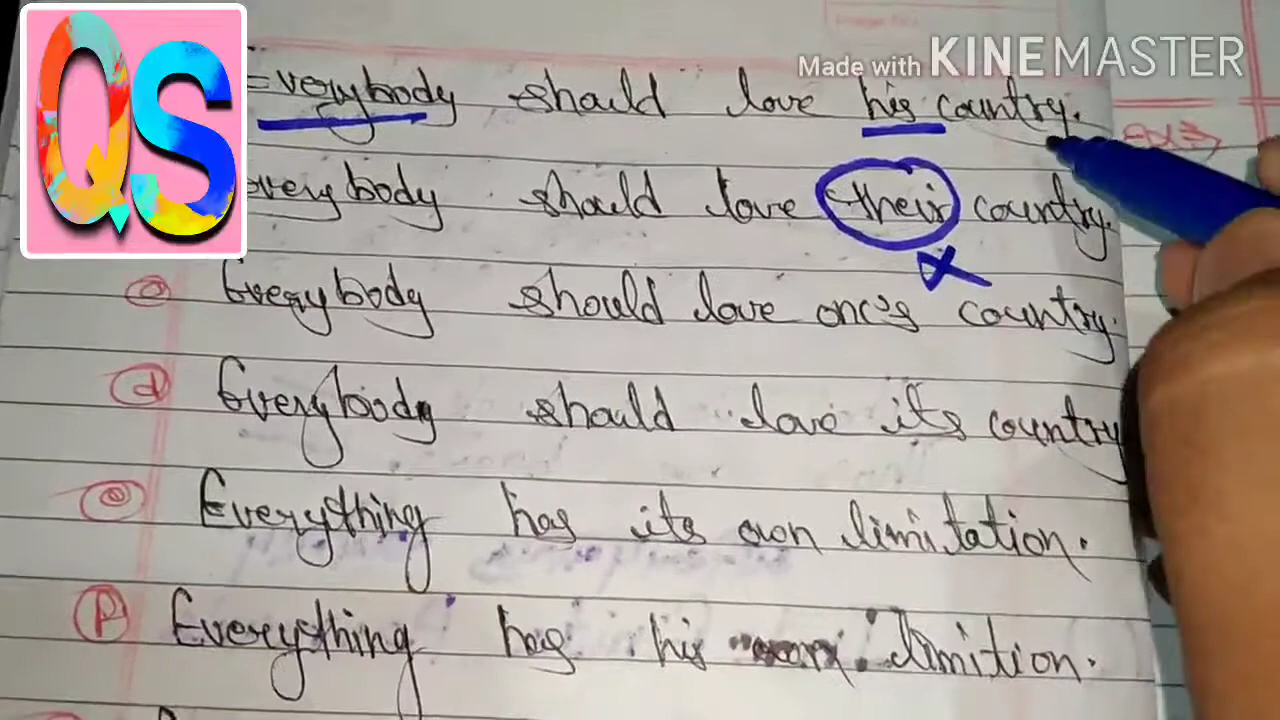 QS
Made with KINEMASTER
Everybody should love his country.
everybody should love their country.
c Everybody should love one's country.
d Everybody should love its country
e Everything has its own limitation.
f Everything has his limition.